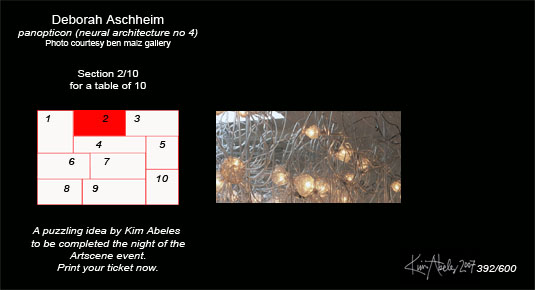 Deborah Aschheim
panopticon (neural architecture no 4)
Photo courtesy ben maiz gallery
Section 2/10
for a table of 10
1 2 3
4 5
6 7
8 9 10
A puzzling idea by Kim Abeles
to be completed the night of the
Artscene event.
Print your ticket now.
Kim Abeles 2007 392/600